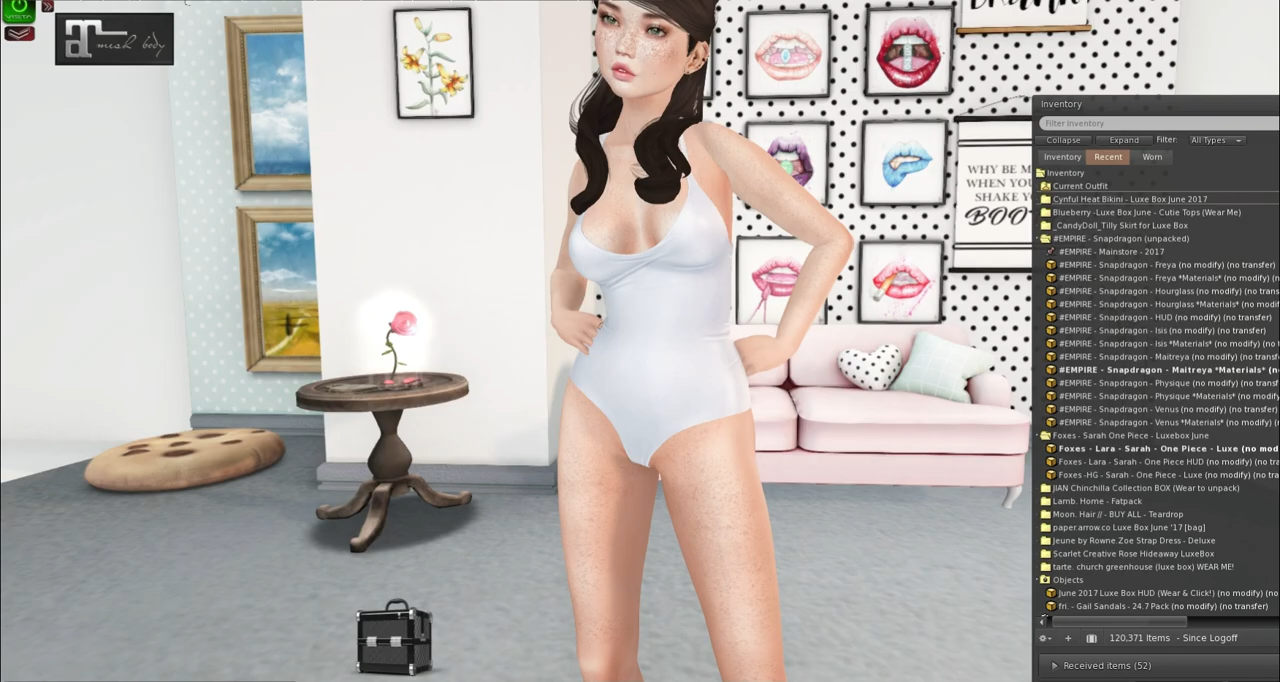 mesh body
WHY BE M
WHEN YOU
SHAKE Y
BOO
Inventory
Filter Inventory
Collapse Expand Filter: All Types
Inventory Recent Worn
Inventory
Current Outfit
Cynful Heat Bikini - Luxe Box June 2017
Blueberry -Luxe Box June - Cutie Tops (Wear Me)
_CandyDoll_Tilly Skirt for Luxe Box
#EMPIRE - Snapdragon (unpacked)
#EMPIRE - Mainstore - 2017
#EMPIRE - Snapdragon - Freya (no modify) (no transfer)
#EMPIRE - Snapdragon - Freya *Materials* (no modify) (n
#EMPIRE - Snapdragon - Hourglass (no modify) (no trans
#EMPIRE - Snapdragon - Hourglass *Materials* (no modif
#EMPIRE - Snapdragon - HUD (no modify) (no transfer)
#EMPIRE - Snapdragon - Isis (no modify) (no transfer)
#EMPIRE - Snapdragon - Isis *Materials* (no modify) (no t
#EMPIRE - Snapdragon - Maitreya (no modify) (no transf
#EMPIRE - Snapdragon - Maitreya *Materials* (n
#EMPIRE - Snapdragon - Physique (no modify) (no transf
#EMPIRE - Snapdragon - Physique *Materials* (no modify
#EMPIRE - Snapdragon - Venus (no modify) (no transfer)
#EMPIRE - Snapdragon - Venus *Materials* (no modify) (
Foxes - Sarah One Piece - Luxebox June
Foxes - Lara - Sarah - One Piece - Luxe (no mod
Foxes - Lara - Sarah - One Piece HUD (no modify) (no t
Foxes -HG - Sarah - One Piece - Luxe (no modify) (no tra
JIAN Chinchilla Collection BOX (Wear to unpack)
Lamb. Home - Fatpack
Moon. Hair // - BUY ALL - Teardrop
paper.arrow.co Luxe Box June '17 [bag]
Jeune by Rowne.Zoe Strap Dress - Deluxe
Scarlet Creative Rose Hideaway LuxeBox
tarte. church greenhouse (luxe box) WEAR ME!
Objects
June 2017 Luxe Box HUD (Wear & Click!) (no modify) (no
fri. - Gail Sandals - 24.7 Pack (no modify) (no transfer)
120,371 Items - Since Logoff
Received items (52)